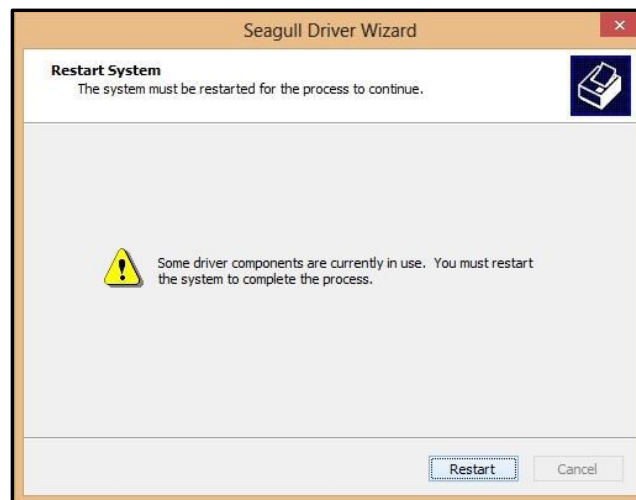 Seagull Driver Wizard
Restart System
The system must be restarted for the process to continue.
Some driver components are currently in use. You must restart
the system to complete the process.
Restart
Cancel